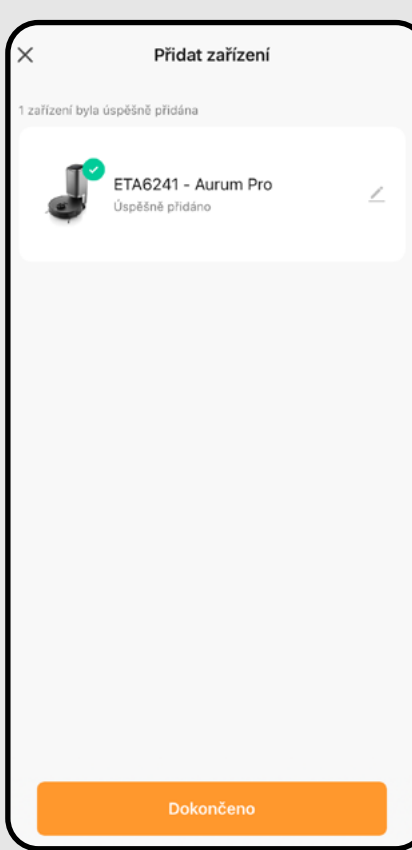 Přidat zařízení
1 zařízení byla úspěšně přidána
ETA6241 - Aurum Pro
Úspěšně přidáno
Dokončeno